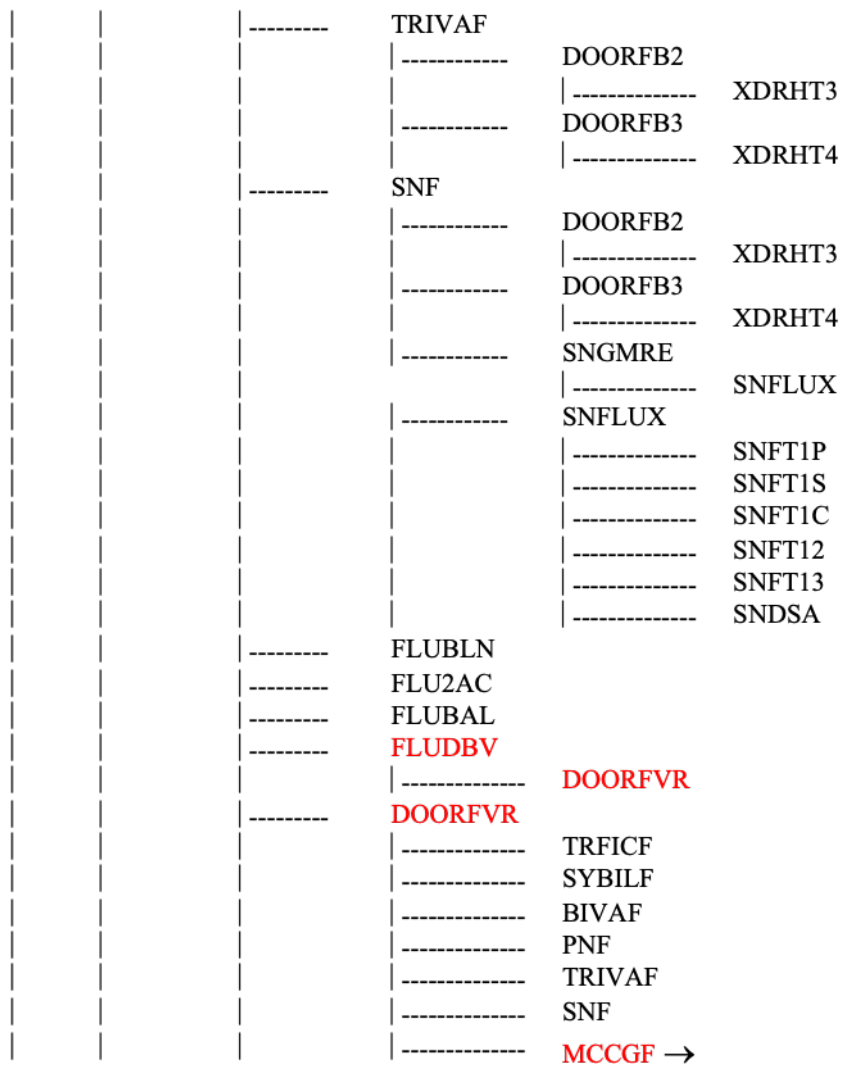 TRIVAF
DOORFB2
XDRHT3
DOORFB3
XDRHT4
SNF
DOORFB2
XDRHT3
DOORFB3
XDRHT4
SNGMRE
SNFLUX
SNFLUX
SNFT1P
SNFT1S
SNFT1C
SNFT12
SNFT13
SNDSA
FLUBLN
FLU2AC
FLUBAL
FLUDBV
DOORFVR
DOORFVR
TRFICF
SYBILF
BIVAF
PNF
TRIVAF
SNF
MCCGF →